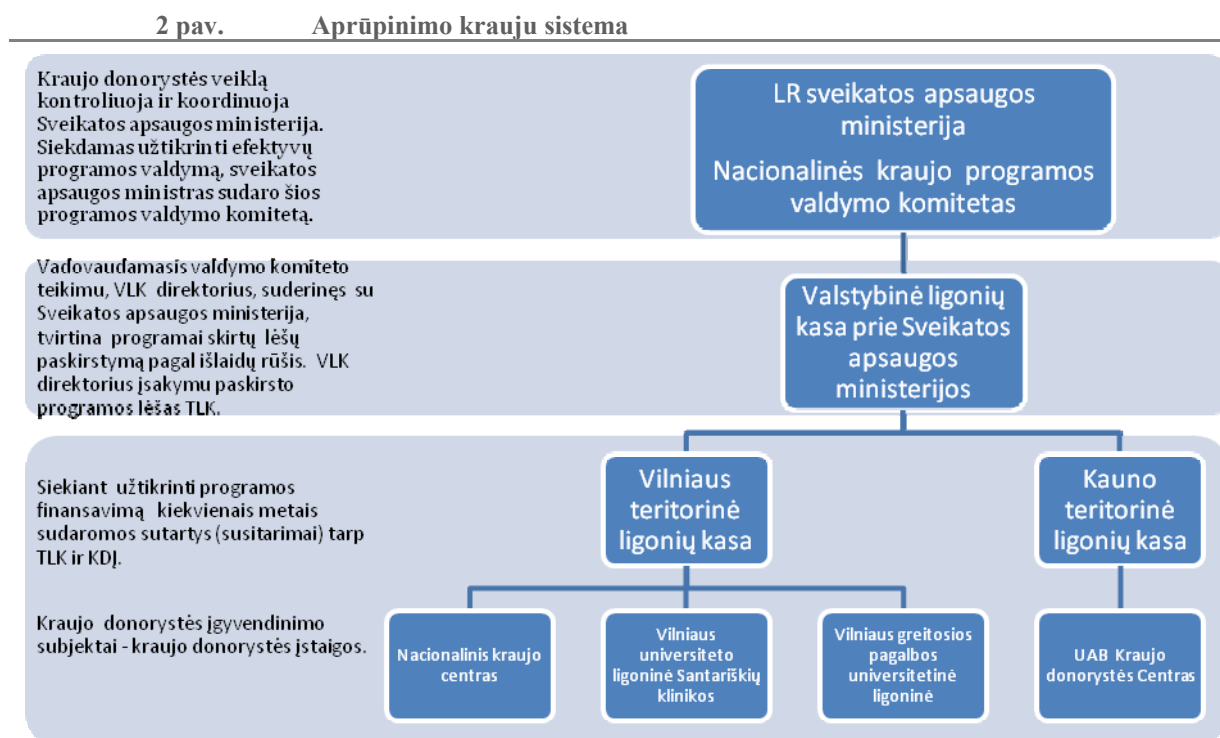 2 pav. Aprūpinimo krauju sistema
Kraujo donorystės veiklą
kontroliuoja ir koordinuoja
Sveikatos apsaugos ministerija.
Siekdamas užtikrinti efektyvų
programos valdymą, sveikatos
apsaugos ministras sudaro šios
programos valdymo komitetą.
LR sveikatos apsaugos
ministerija
Nacionalinės kraujo programos
valdymo komitetas
Vadovaudamasis valdymo komiteto
teikimu, VLK direktorius, suderinęs su
Sveikatos apsaugos ministerija,
tvirtina programai skirtų lėšų
paskirstymą pagal išlaidų rūšis. VLK
direktorius įsakymu paskirsto
programos lėšas TLK.
Valstybinė ligonių
kasa prie Sveikatos
apsaugos
ministerijos
Siekiant užtikrinti programos
finansavimą kiekvienais metais
sudaromos sutartys (susitarimai) tarp
TLK ir KDĮ.
Vilniaus
teritorinė
ligonių kasa
Kauno
teritorinė
ligonių kasa
Kraujo donorystės įgyvendinimo
subjektai - kraujo donorystės įstaigos.
Nacionalinis kraujo
centras
Vilniaus
universiteto
ligoninė Santariškių
klinikos
Vilniaus greitosios
pagalbos
universitetinė
ligoninė
UAB Kraujo
donorystės Centras